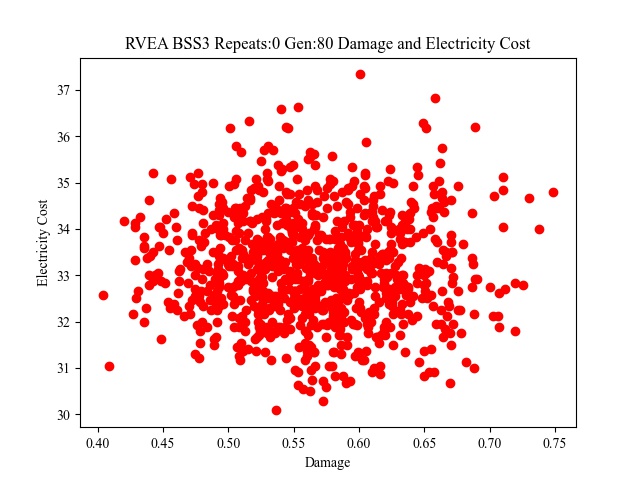 RVEA BSS3 Repeats:0 Gen:80 Damage and Electricity Cost
37
36
35
34
33
32
31
30
Electricity Cost
0.40 0.45 0.50 0.55 0.60 0.65 0.70 0.75
Damage